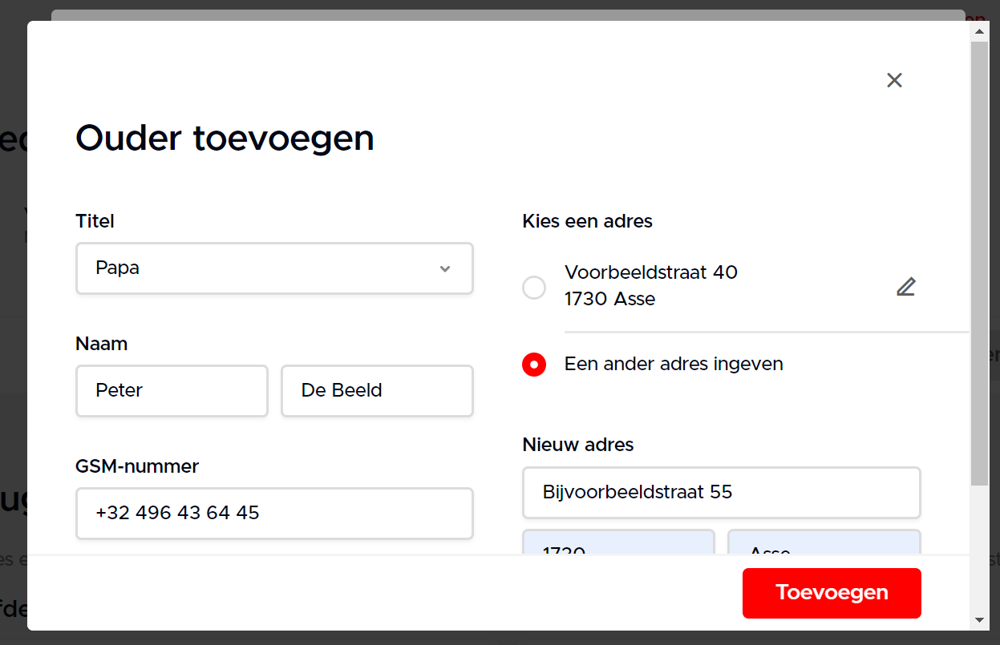 Ouder toevoegen
Titel
Papa
Naam
Peter De Beeld
GSM-nummer
+32 496 43 64 45
Kies een adres
Voorbeeldstraat 40
1730 Asse
Een ander adres ingeven
Nieuw adres
Bijvoorbeeldstraat 55
1730 Asse
Toevoegen